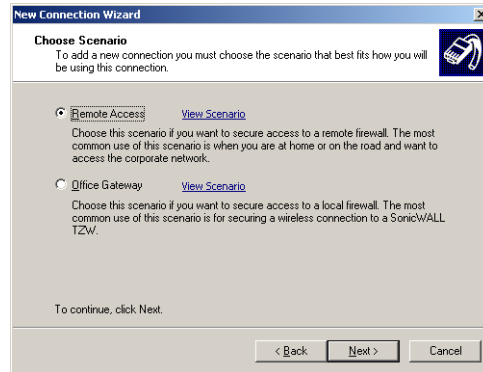 New Connection Wizard
Choose Scenario
To add a new connection you must choose the scenario that best fits how you will
be using this connection.
Remote Access View Scenario
Choose this scenario if you want to secure access to a remote firewall. The most
common use of this scenario is when you are at home or on the road and want to
access the corporate network.
Office Gateway View Scenario
Choose this scenario if you want to secure access to a local firewall. The most
common use of this scenario is for securing a wireless connection to a SonicWALL
TZW.
To continue, click Next.
< Back Next > Cancel